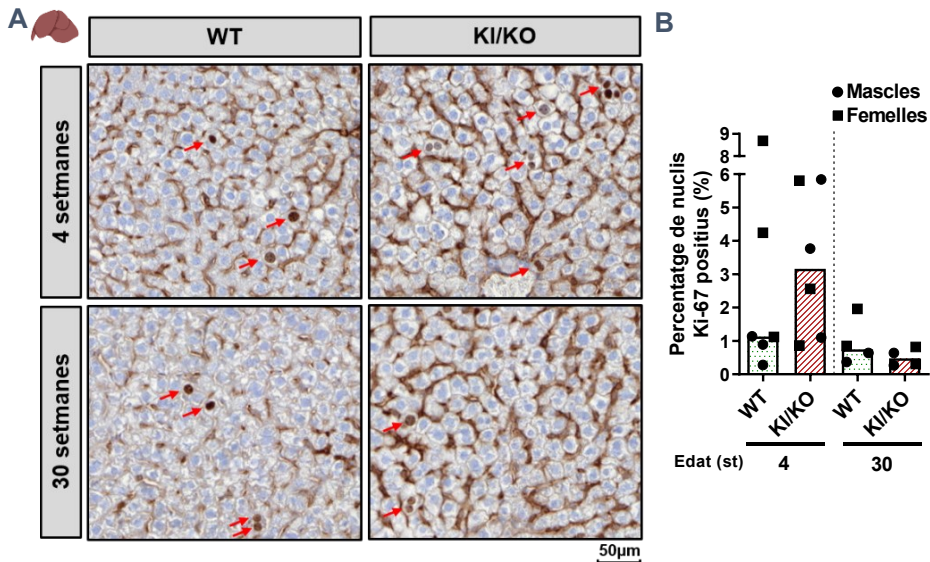 A
WT
KI/KO
4 setmanes
30 setmanes
50µm
B
Mascles
Femelles
Percentatge de nuclis
Ki-67 positius (%)
9
8
6
5
4
3
2
1
0
WT
KI/KO
WT
KI/KO
Edat (st)
4
30